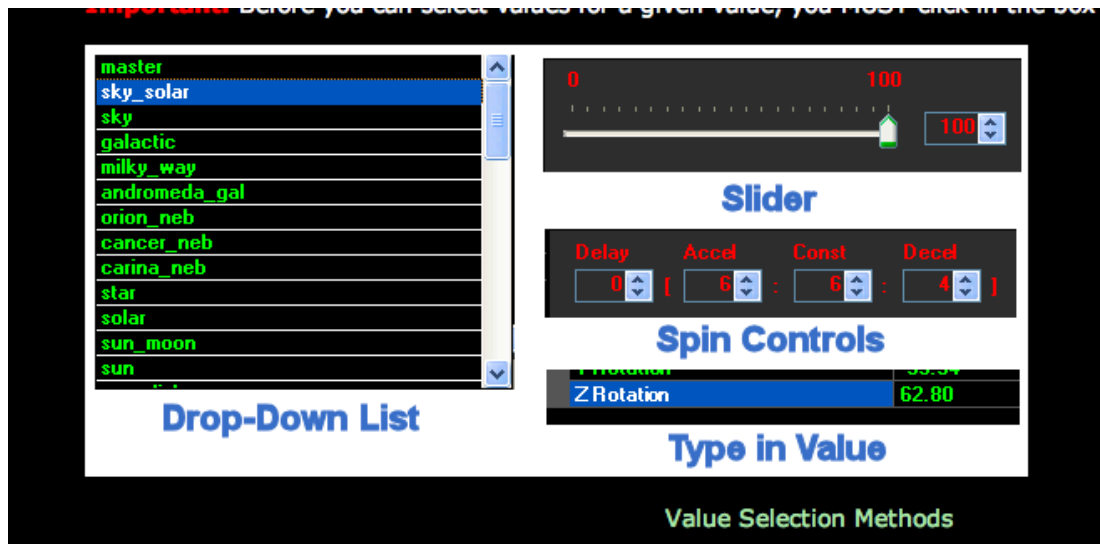 Important! Before you can select values for a given value, you MUST click in the box
master
sky_solar
sky
galactic
milky_way
andromeda_gal
orion_neb
cancer_neb
carina_neb
star
solar
sun_moon
sun
Drop-Down List
0 100
100
Slider
Delay Accel Const Decel
0 [ 6 : 6 : 4 ]
Spin Controls
Z Rotation 62.80
Type in Value
Value Selection Methods